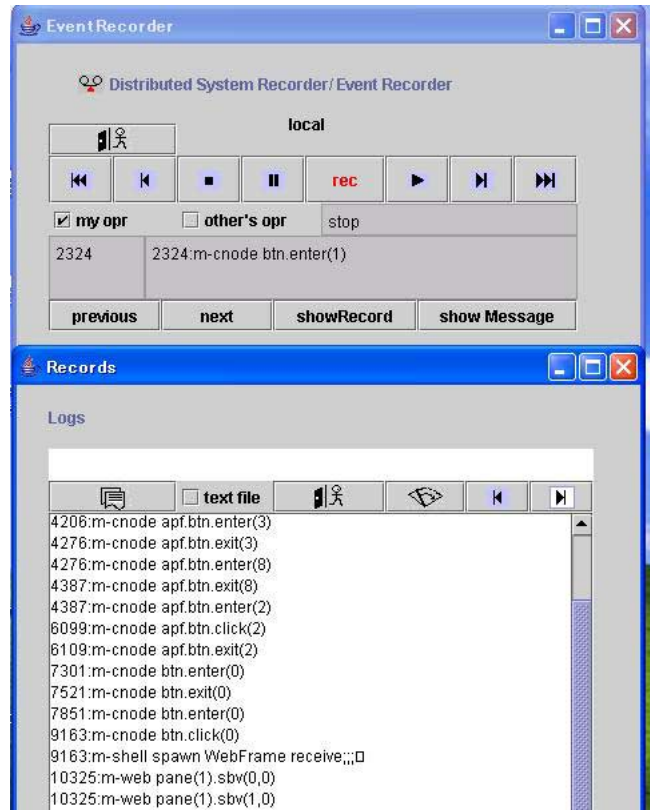 EventRecorder
Distributed System Recorder/Event Recorder
local
rec
my opr other's opr stop
2324 2324:m-cnode btn.enter(1)
previous next showRecord show Message
Records
Logs
text file
4206:m-cnode apf.btn.enter(3)
4276:m-cnode apf.btn.exit(3)
4276:m-cnode apf.btn.enter(8)
4387:m-cnode apf.btn.exit(8)
4387:m-cnode apf.btn.enter(2)
6099:m-cnode apf.btn.click(2)
6109:m-cnode apf.btn.exit(2)
7301:m-cnode btn.enter(0)
7521:m-cnode btn.exit(0)
7851:m-cnode btn.enter(0)
9163:m-cnode btn.click(0)
9163:m-shell spawn WebFrame receive;;;□
10325:m-web pane(1).sbv(0,0)
10325:m-web pane(1).sbv(1,0)